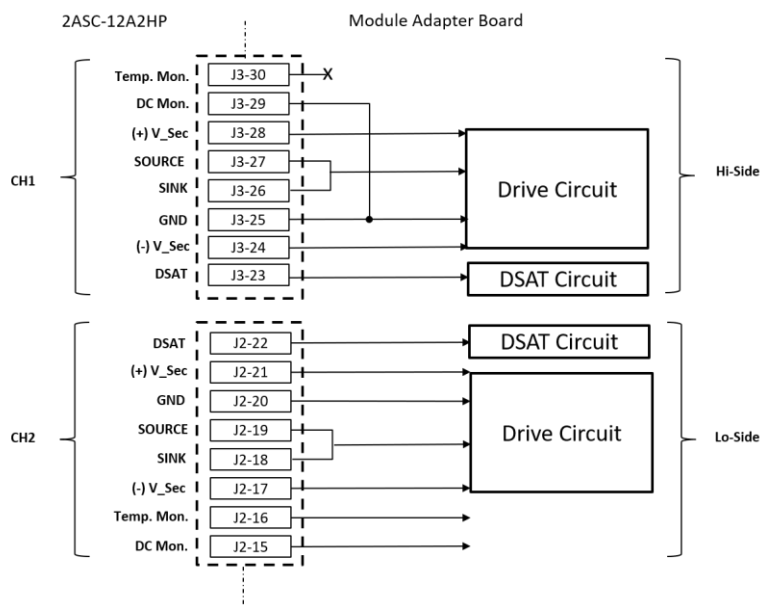 2ASC-12A2HP Module Adapter Board
Temp. Mon. J3-30 X
DC Mon. J3-29
(+) V_Sec J3-28
SOURCE J3-27
SINK J3-26
GND J3-25
(-) V_Sec J3-24
DSAT J3-23
CH1
Drive Circuit
DSAT Circuit
Hi-Side
DSAT J2-22
(+) V_Sec J2-21
GND J2-20
SOURCE J2-19
SINK J2-18
(-) V_Sec J2-17
Temp. Mon. J2-16
DC Mon. J2-15
CH2
DSAT Circuit
Drive Circuit
Lo-Side